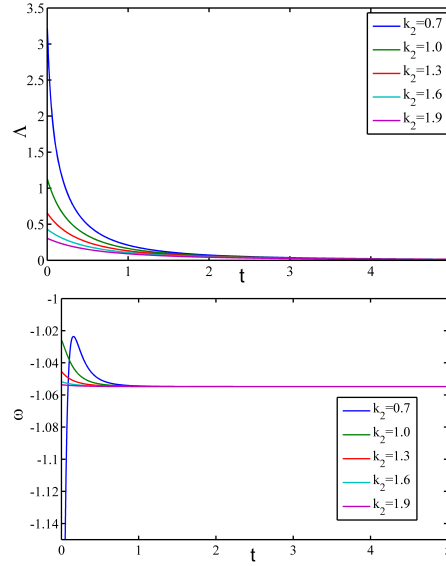 3.5
3
2.5
2
1.5
1
0.5
0
Λ
0 1 2 3 4
t
k2=0.7
k2=1.0
k2=1.3
k2=1.6
k2=1.9
-1
-1.02
-1.04
-1.06
-1.08
-1.1
-1.12
-1.14
ω
0 1 2 3 4 5
t
k2=0.7
k2=1.0
k2=1.3
k2=1.6
k2=1.9